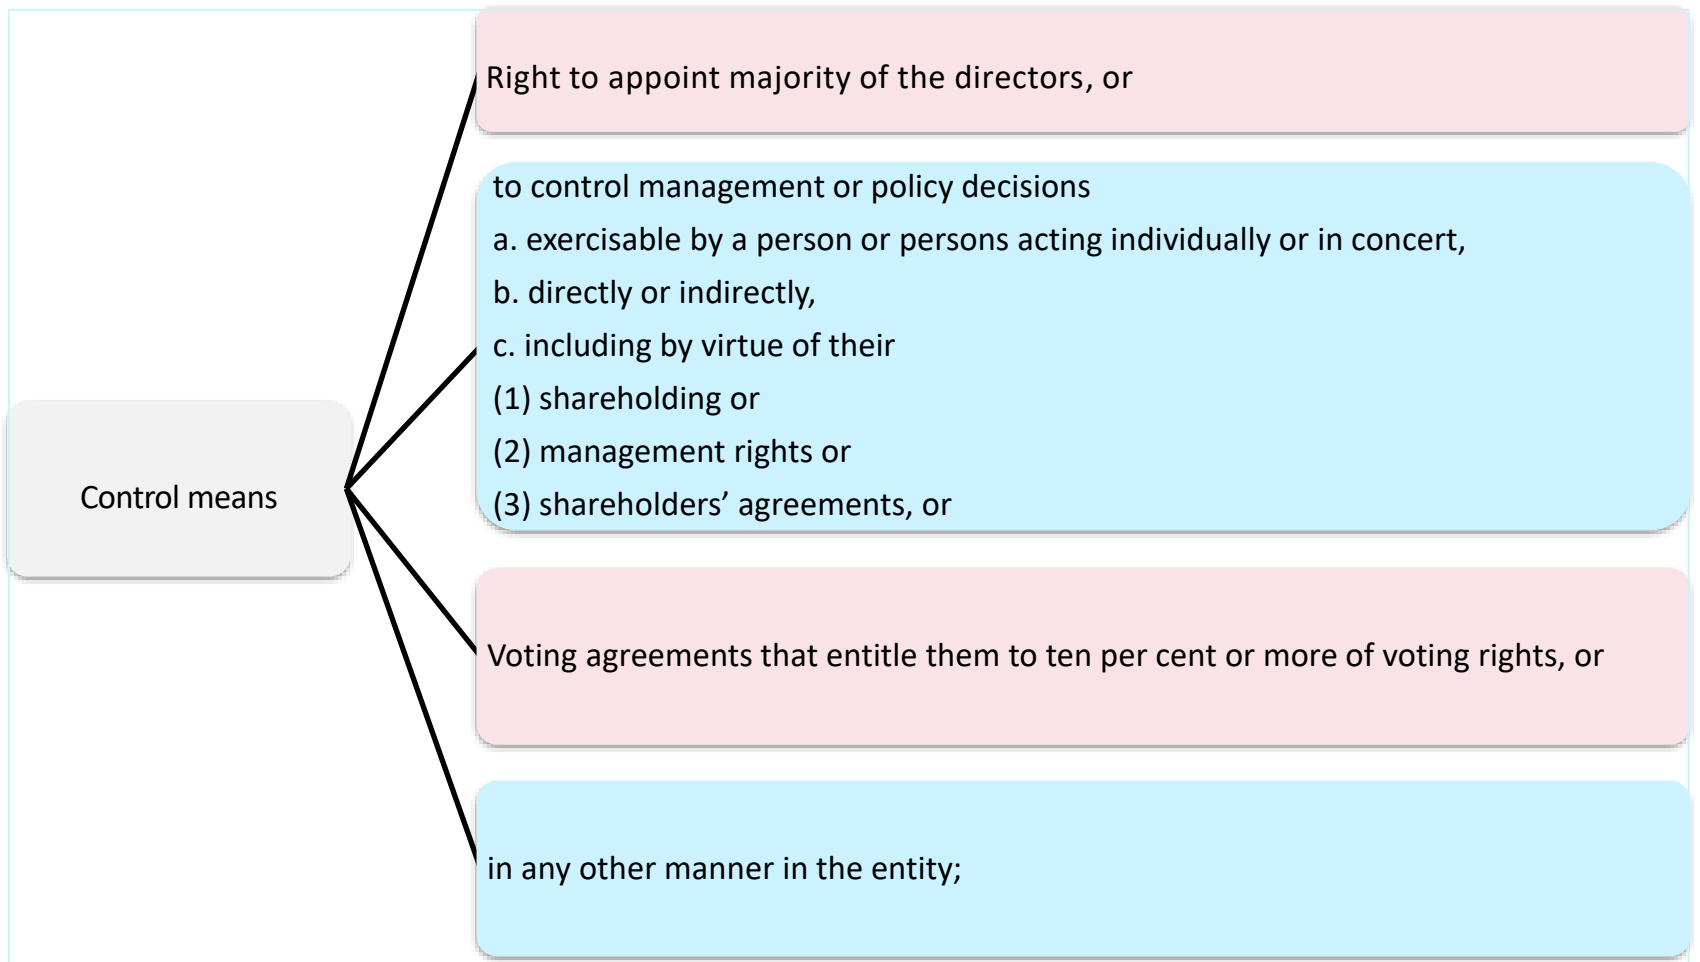 Control means
Right to appoint majority of the directors, or
to control management or policy decisions
a. exercisable by a person or persons acting individually or in concert,
b. directly or indirectly,
c. including by virtue of their
(1) shareholding or
(2) management rights or
(3) shareholders’ agreements, or
Voting agreements that entitle them to ten per cent or more of voting rights, or
in any other manner in the entity;